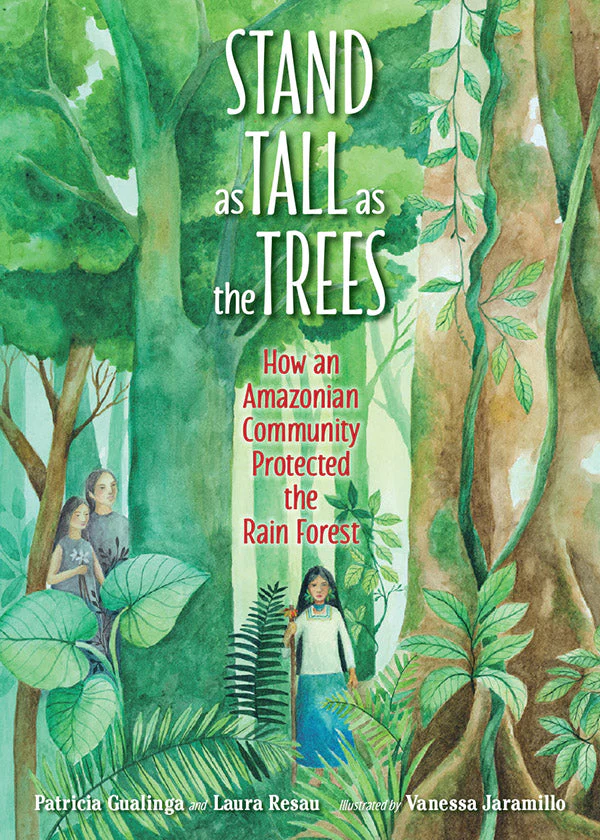 STAND
as TALL as
the TREES
How an
Amazonian
Community
Protected
the
Rain Forest
Patricia Gualinga and Laura Resau Illustrated by Vanessa Jaramillo